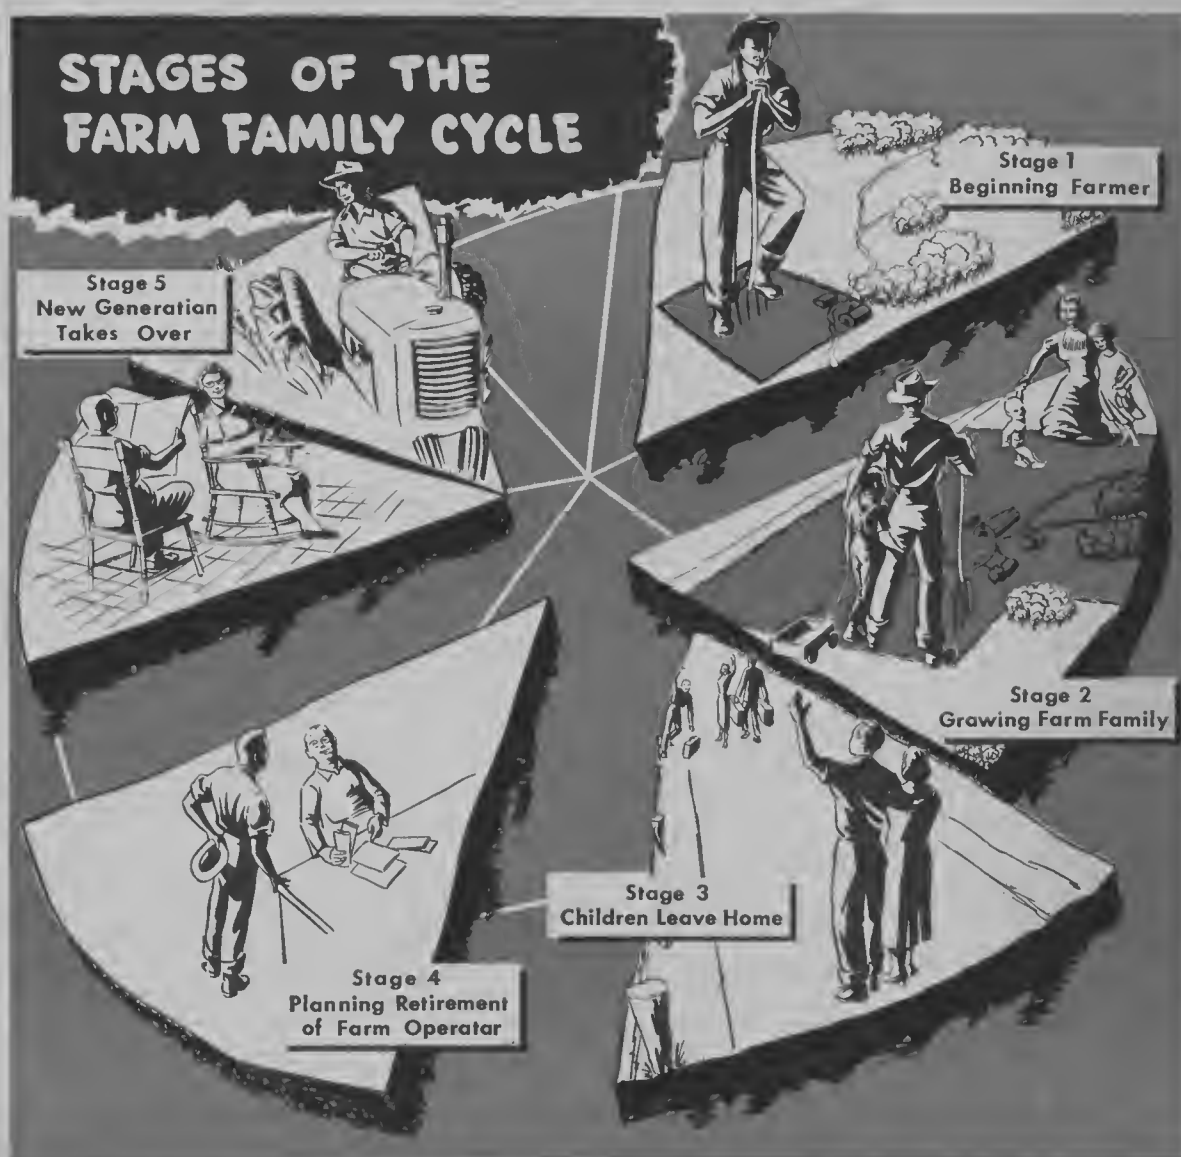 STAGES OF THE
FARM FAMILY CYCLE
Stage 1
Beginning Farmer
Stage 2
Growing Farm Family
Stage 3
Children Leave Home
Stage 4
Planning Retirement
of Farm Operatar
Stage 5
New Generation
Takes Over